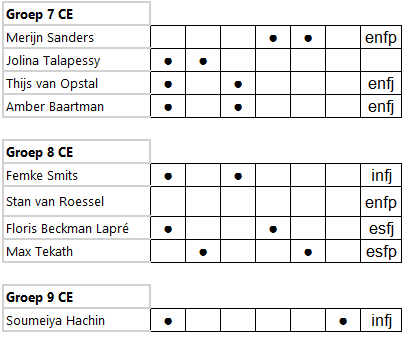 Groep 7 CE
Merijn Sanders ● ● enfp
Jolina Talapessy ● ●
Thijs van Opstal ● ● enfj
Amber Baartman ● ● enfj
Groep 8 CE
Femke Smits ● ● infj
Stan van Roessel enfp
Floris Beckman Lapré ● ● esfj
Max Tekath ● ● esfp
Groep 9 CE
Soumeiya Hachin ● ● infj